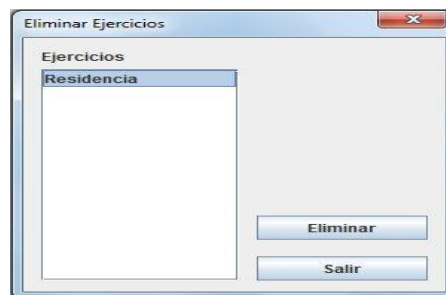 Eliminar Ejercicios
Ejercicios
Residencia
Eliminar
Salir